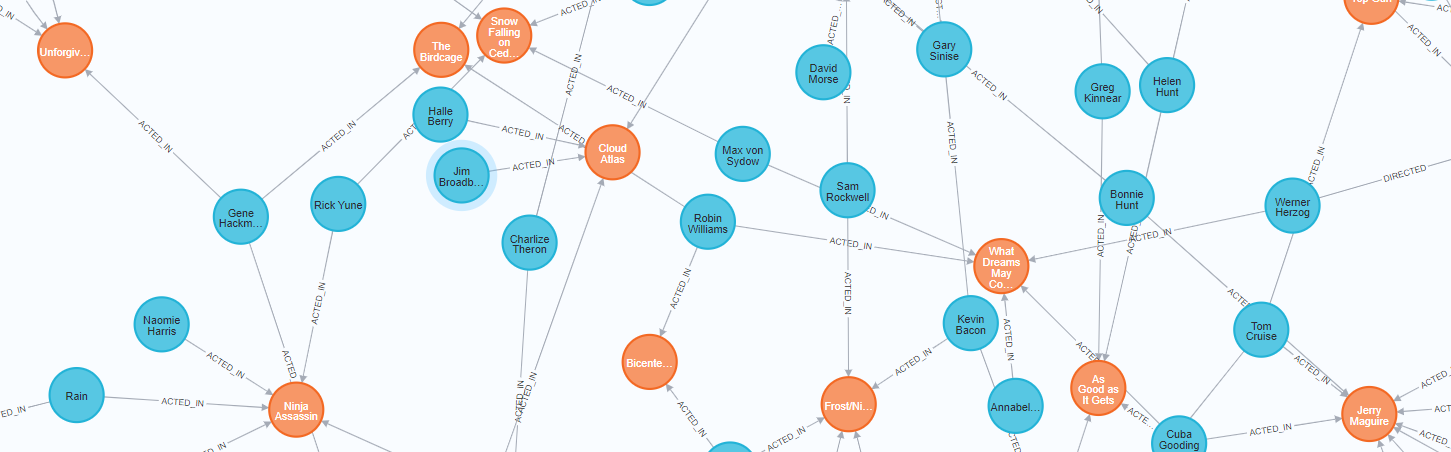 Unforgiv...
The
Birdcage
Snow
Falling
on
Ced...
Top Gun
ACTED_IN
ACTED_IN
David
Morse
Gary
Sinise
Greg
Kinnear
Helen
Hunt
ACTED_IN
ACTED_IN
ACTED_IN
Halle
Berry
ACTED_IN
Cloud
Atlas
Max von
Sydow
ACTED_IN
ACTED_IN
ACTED_IN
ACTED_IN
Jim
Broadb...
ACTED_IN
Sam
Rockwell
Bonnie
Hunt
Werner
Herzog
DIRECTED
Gene
Hackm...
Rick Yune
Robin
Williams
Charlize
Theron
ACTED_IN
ACTED_IN
ACTED_IN
What
Dreams
May
Co...
ACTED_IN
ACTED_IN
ACTED_IN
ACTED_IN
Naomie
Harris
Kevin
Bacon
Tom
Cruise
ACTED_IN
ACTED_IN
ACTED_IN
ACTED_IN
Bicente...
Rain
ACTED_IN
Ninja
Assassin
ACTED_IN
ACTED_IN
Frost/Ni...
Annabel...
As
Good as
It Gets
Jerry
Maguire
ACTED_IN
ACTED_IN
ACTE...
Cuba
Gooding
ACTED_IN